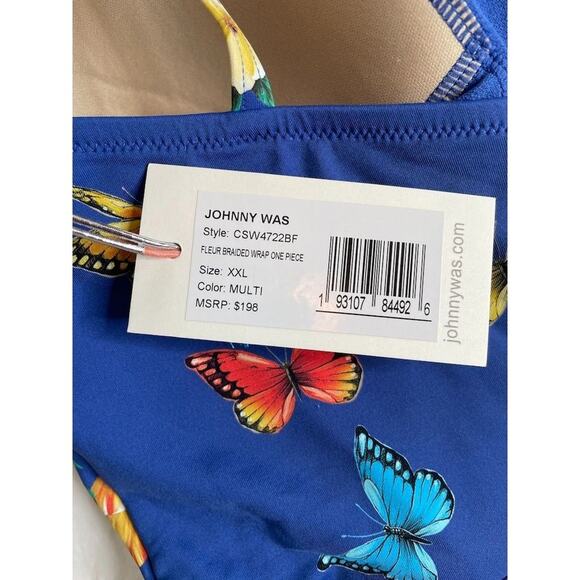 JOHNNY WAS
Style: CSW4722BF
FLEUR BRAIDED WRAP ONE PIECE
Size: XXL
Color: MULTI
MSRP: $198
1 93107 84492 6
johnnywas.com